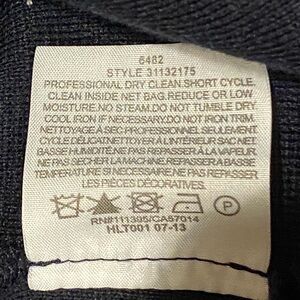 6482
STYLE 31132175
PROFESSIONAL DRY CLEAN.SHORT CYCLE.
CLEAN INSIDE NET BAG.REDUCE OR LOW
MOISTURE.NO STEAM.DO NOT TUMBLE DRY.
COOL IRON IF NECESSARY.DO NOT IRON TRIM.
NETTOYAGE À SEC PROFESSIONNEL SEULEMENT.
CYCLE DÉLICAT.NETTOYER À L'INTÉRIEUR SAC NET.
BASSE HUMIDITÉ.NE PAS REPASSER À LA VAPEUR.NE
PAS SÉCHER LA MACHINE.REPASSER À BASSE
TEMPÉRATURE SI NÉCESSAIRE.NE PAS REPASSER
LES PIÈCES DÉCORATIVES.
P
RN#111395/CA57014
HLT001 07-13